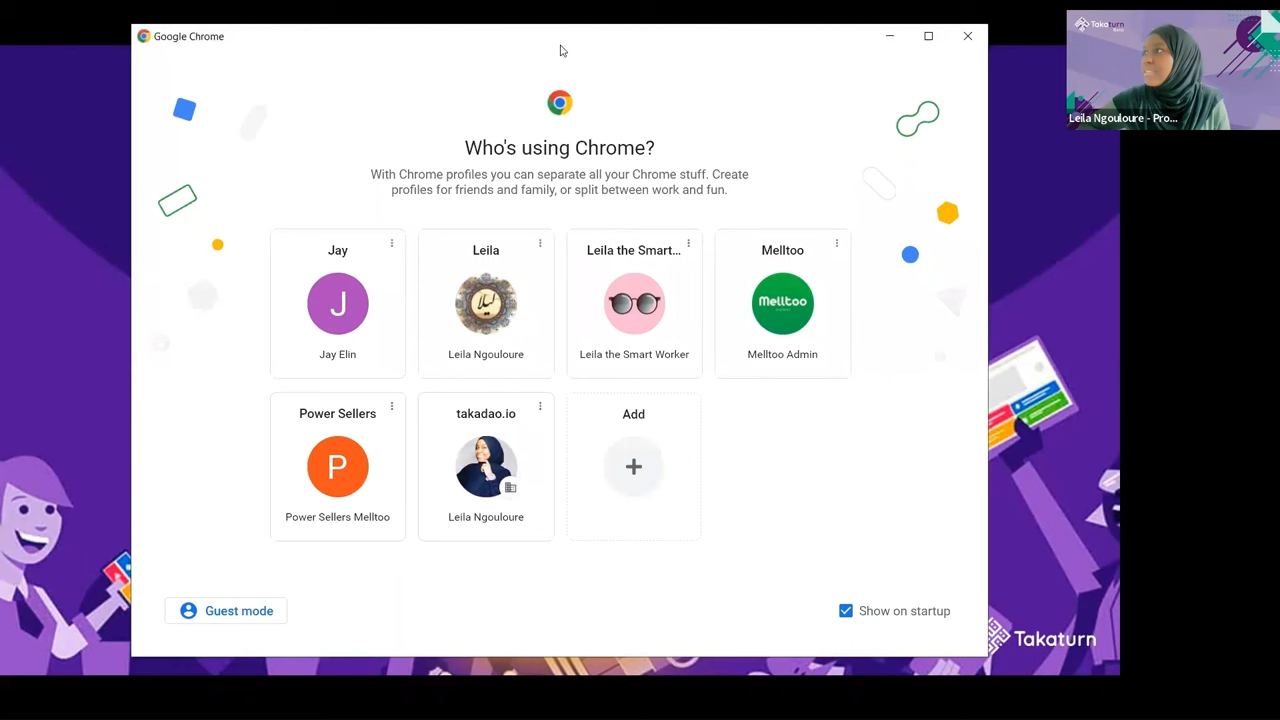 Google Chrome
Takaturn
Beta
Leila Ngouloure - Pro...
Who's using Chrome?
With Chrome profiles you can separate all your Chrome stuff. Create
profiles for friends and family, or split between work and fun.
Jay
Leila
Leila the Smart...
Melltoo
J
Melltoo
Jay Elin
Leila Ngouloure
Leila the Smart Worker
Melltoo Admin
Power Sellers
takadao.io
Add
P
Power Sellers Melltoo
Leila Ngouloure
Guest mode
Show on startup
Takaturn